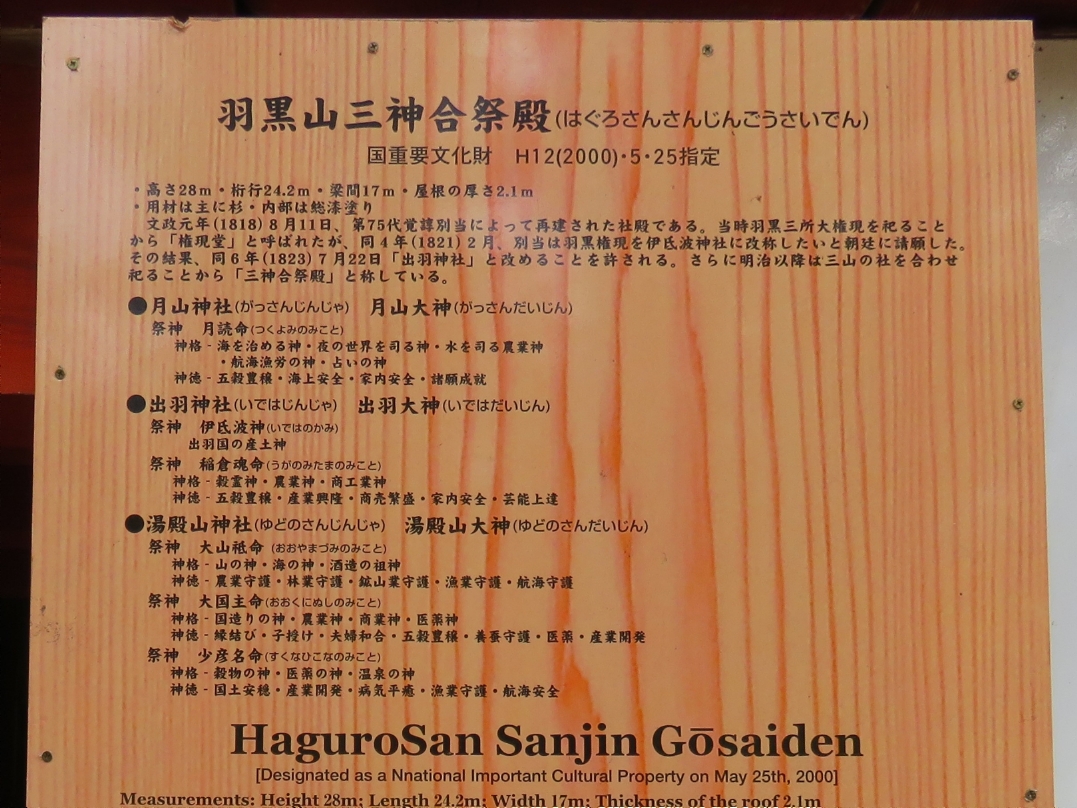 羽黒山三神合祭殿(はぐろさんさんじんごうさいでん)
国重要文化財 H12(2000)・5・25指定
・高さ28m・桁行24.2m・梁間17m・屋根の厚さ2.1m
・用材は主に杉・内部は総漆塗り
文政元年(1818)8月11日、第75代覚諄別当によって再建された社殿である。当時羽黒三所大権現を祀ること
から「権現堂」と呼ばれたが、同4年(1821)2月、別当は羽黒権現を伊氐波神社に改称したいと朝廷に請願した。
その結果、同6年(1823)7月22日「出羽神社」と改めることを許される。さらに明治以降は三山の社を合わせ
祀ることから「三神合祭殿」と称している。
●月山神社(がっさんじんじゃ) 月山大神(がっさんだいじん)
祭神 月読命(つくよみのみこと)
神格-海を治める神・夜の世界を司る神・水を司る農業神
・航海漁労の神・占いの神
神徳-五穀豊穣・海上安全・家内安全・諸願成就
●出羽神社(いではじんじゃ) 出羽大神(いではだいじん)
祭神 伊氐波神(いではのかみ)
出羽国の産土神
祭神 稲倉魂命(うがのみたまのみこと)
神格-穀霊神・農業神・商工業神
神徳-五穀豊穣・産業興隆・商売繁盛・家内安全・芸能上達
●湯殿山神社(ゆどのさんじんじゃ) 湯殿山大神(ゆどのさんだいじん)
祭神 大山祗命(おおやまづみのみこと)
神格-山の神・海の神・酒造の祖神
神徳-農業守護・林業守護・鉱山業守護・漁業守護・航海守護
祭神 大国主命(おおくにぬしのみこと)
神格-国造りの神・農業神・商業神・医薬神
神徳-縁結び・子授け・夫婦和合・五穀豊穣・養蚕守護・医薬・産業開発
祭神 少彦名命(すくなひこなのみこと)
神格-穀物の神・医薬の神・温泉の神
神徳-国土安穏・産業開発・病気平癒・漁業守護・航海安全
HaguroSan Sanjin Gōsaiden
[Designated as a Nnational Important Cultural Property on May 25th, 2000]
Measurements: Height 28m; Length 24.2m; Width 17m; Thickness of the roof 2.1m